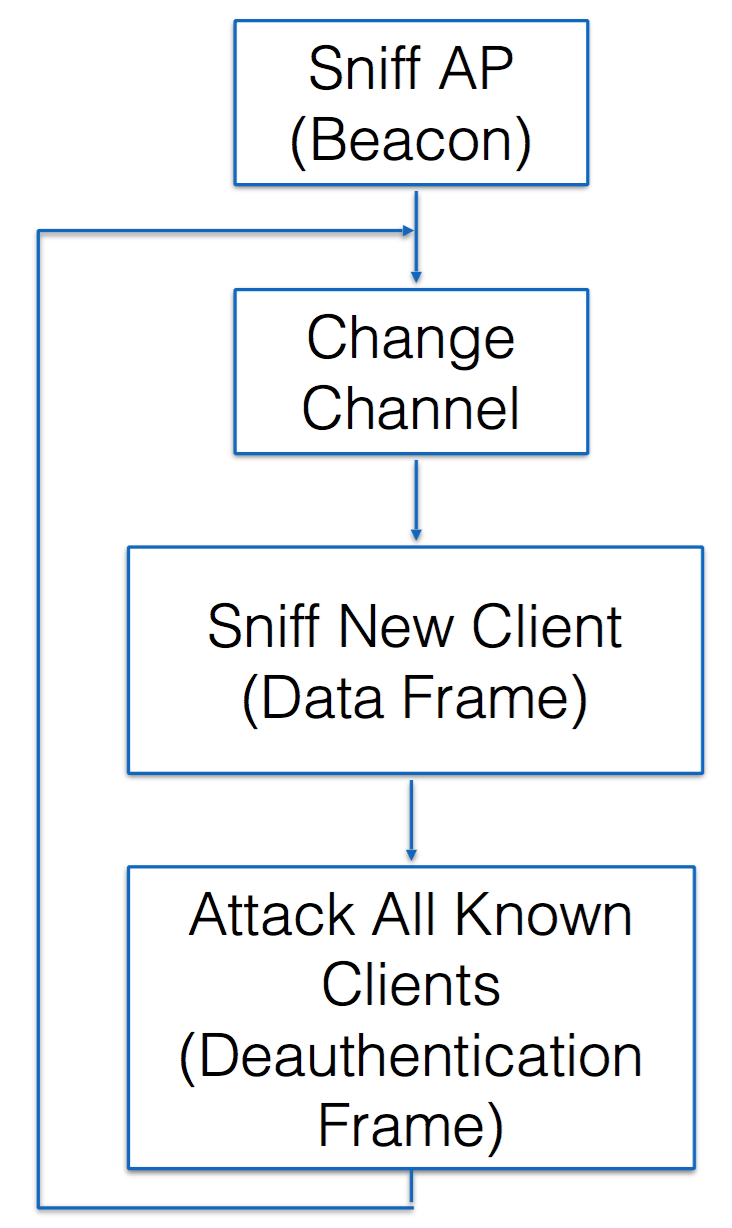 Sniff AP
(Beacon)
Change
Channel
Sniff New Client
(Data Frame)
Attack All Known
Clients
(Deauthentication
Frame)